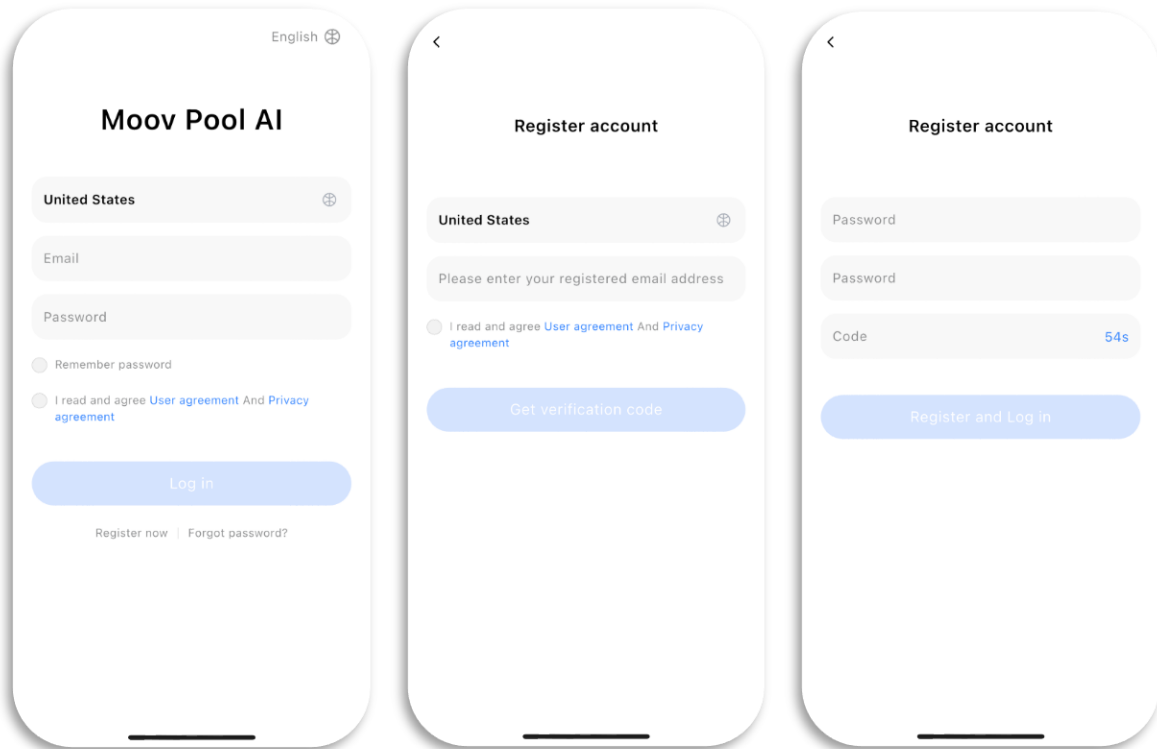 English
Moov Pool AI
United States
Email
Password
Remember password
I read and agree User agreement And Privacy
agreement
Log in
Register now | Forgot password?
Register account
United States
Please enter your registered email address
I read and agree User agreement And Privacy
agreement
Get verification code
Register account
Password
Password
Code 54s
Register and Log in